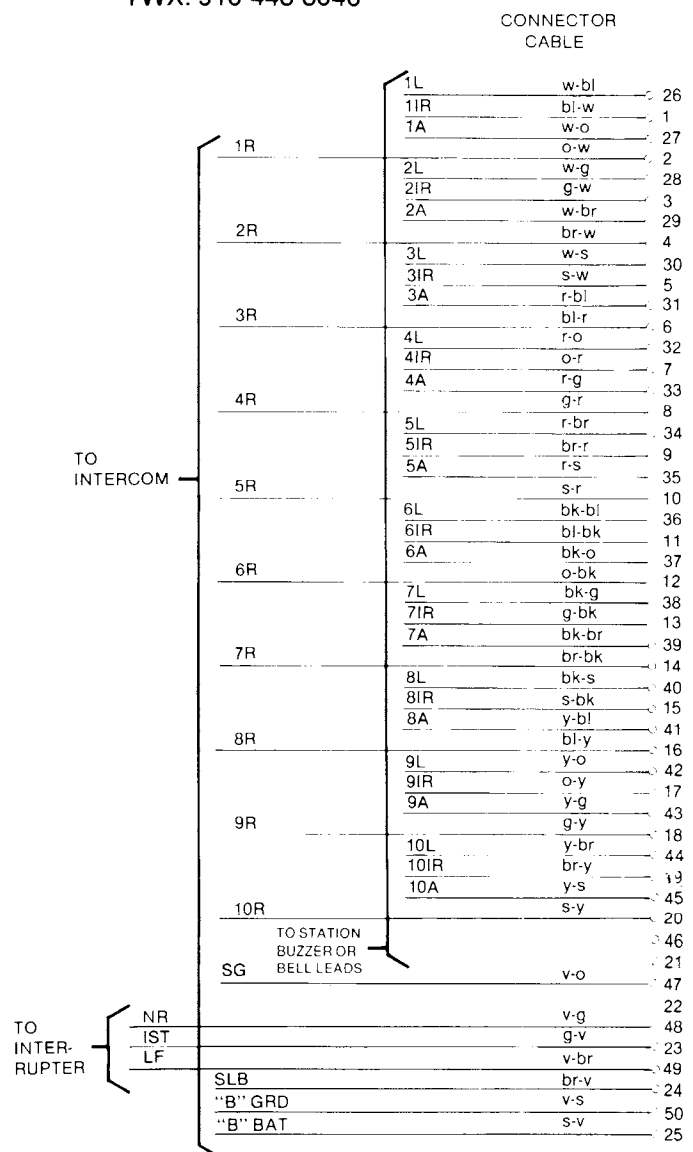 TWX: 510-446-8646
CONNECTOR
CABLE
1L w-bl 26
1IR bl-w 1
1A w-o 27
1R o-w 2
2L w-g 28
2IR g-w 3
2A w-br 29
2R br-w 4
3L w-s 30
3IR s-w 5
3A r-bl 31
3R bl-r 6
4L r-o 32
4IR o-r 7
4A r-g 33
4R g-r 8
5L r-br 34
5IR br-r 9
5A r-s 35
5R s-r 10
6L bk-bl 36
6IR bl-bk 11
6A bk-o 37
6R o-bk 12
7L bk-g 38
7IR g-bk 13
7A bk-br 39
7R br-bk 14
8L bk-s 40
8IR s-bk 15
8A y-bl 41
8R bl-y 16
9L y-o 42
9IR o-y 17
9A y-g 43
9R g-y 18
10L y-br 44
10IR br-y 19
10A y-s 45
10R s-y 20
46
21
TO
INTERCOM
TO STATION
BUZZER OR
BELL LEADS
SG v-o 47
22
TO
INTER-
RUPTER
NR v-g 48
IST g-v 23
LF v-br 49
SLB br-v 24
"B" GRD v-s 50
"B" BAT s-v 25